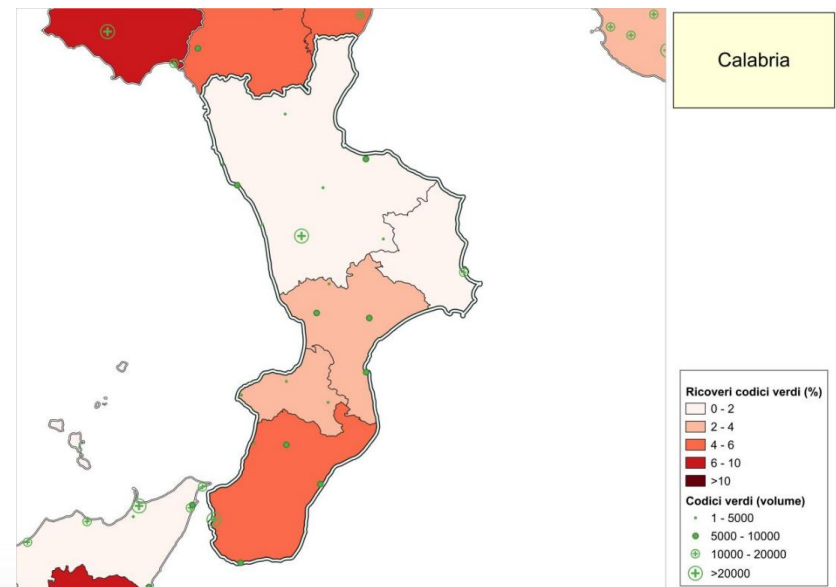 Calabria
Ricoveri codici verdi (%)
0 - 2
2 - 4
4 - 6
6 - 10
>10
Codici verdi (volume)
1 - 5000
5000 - 10000
10000 - 20000
>20000